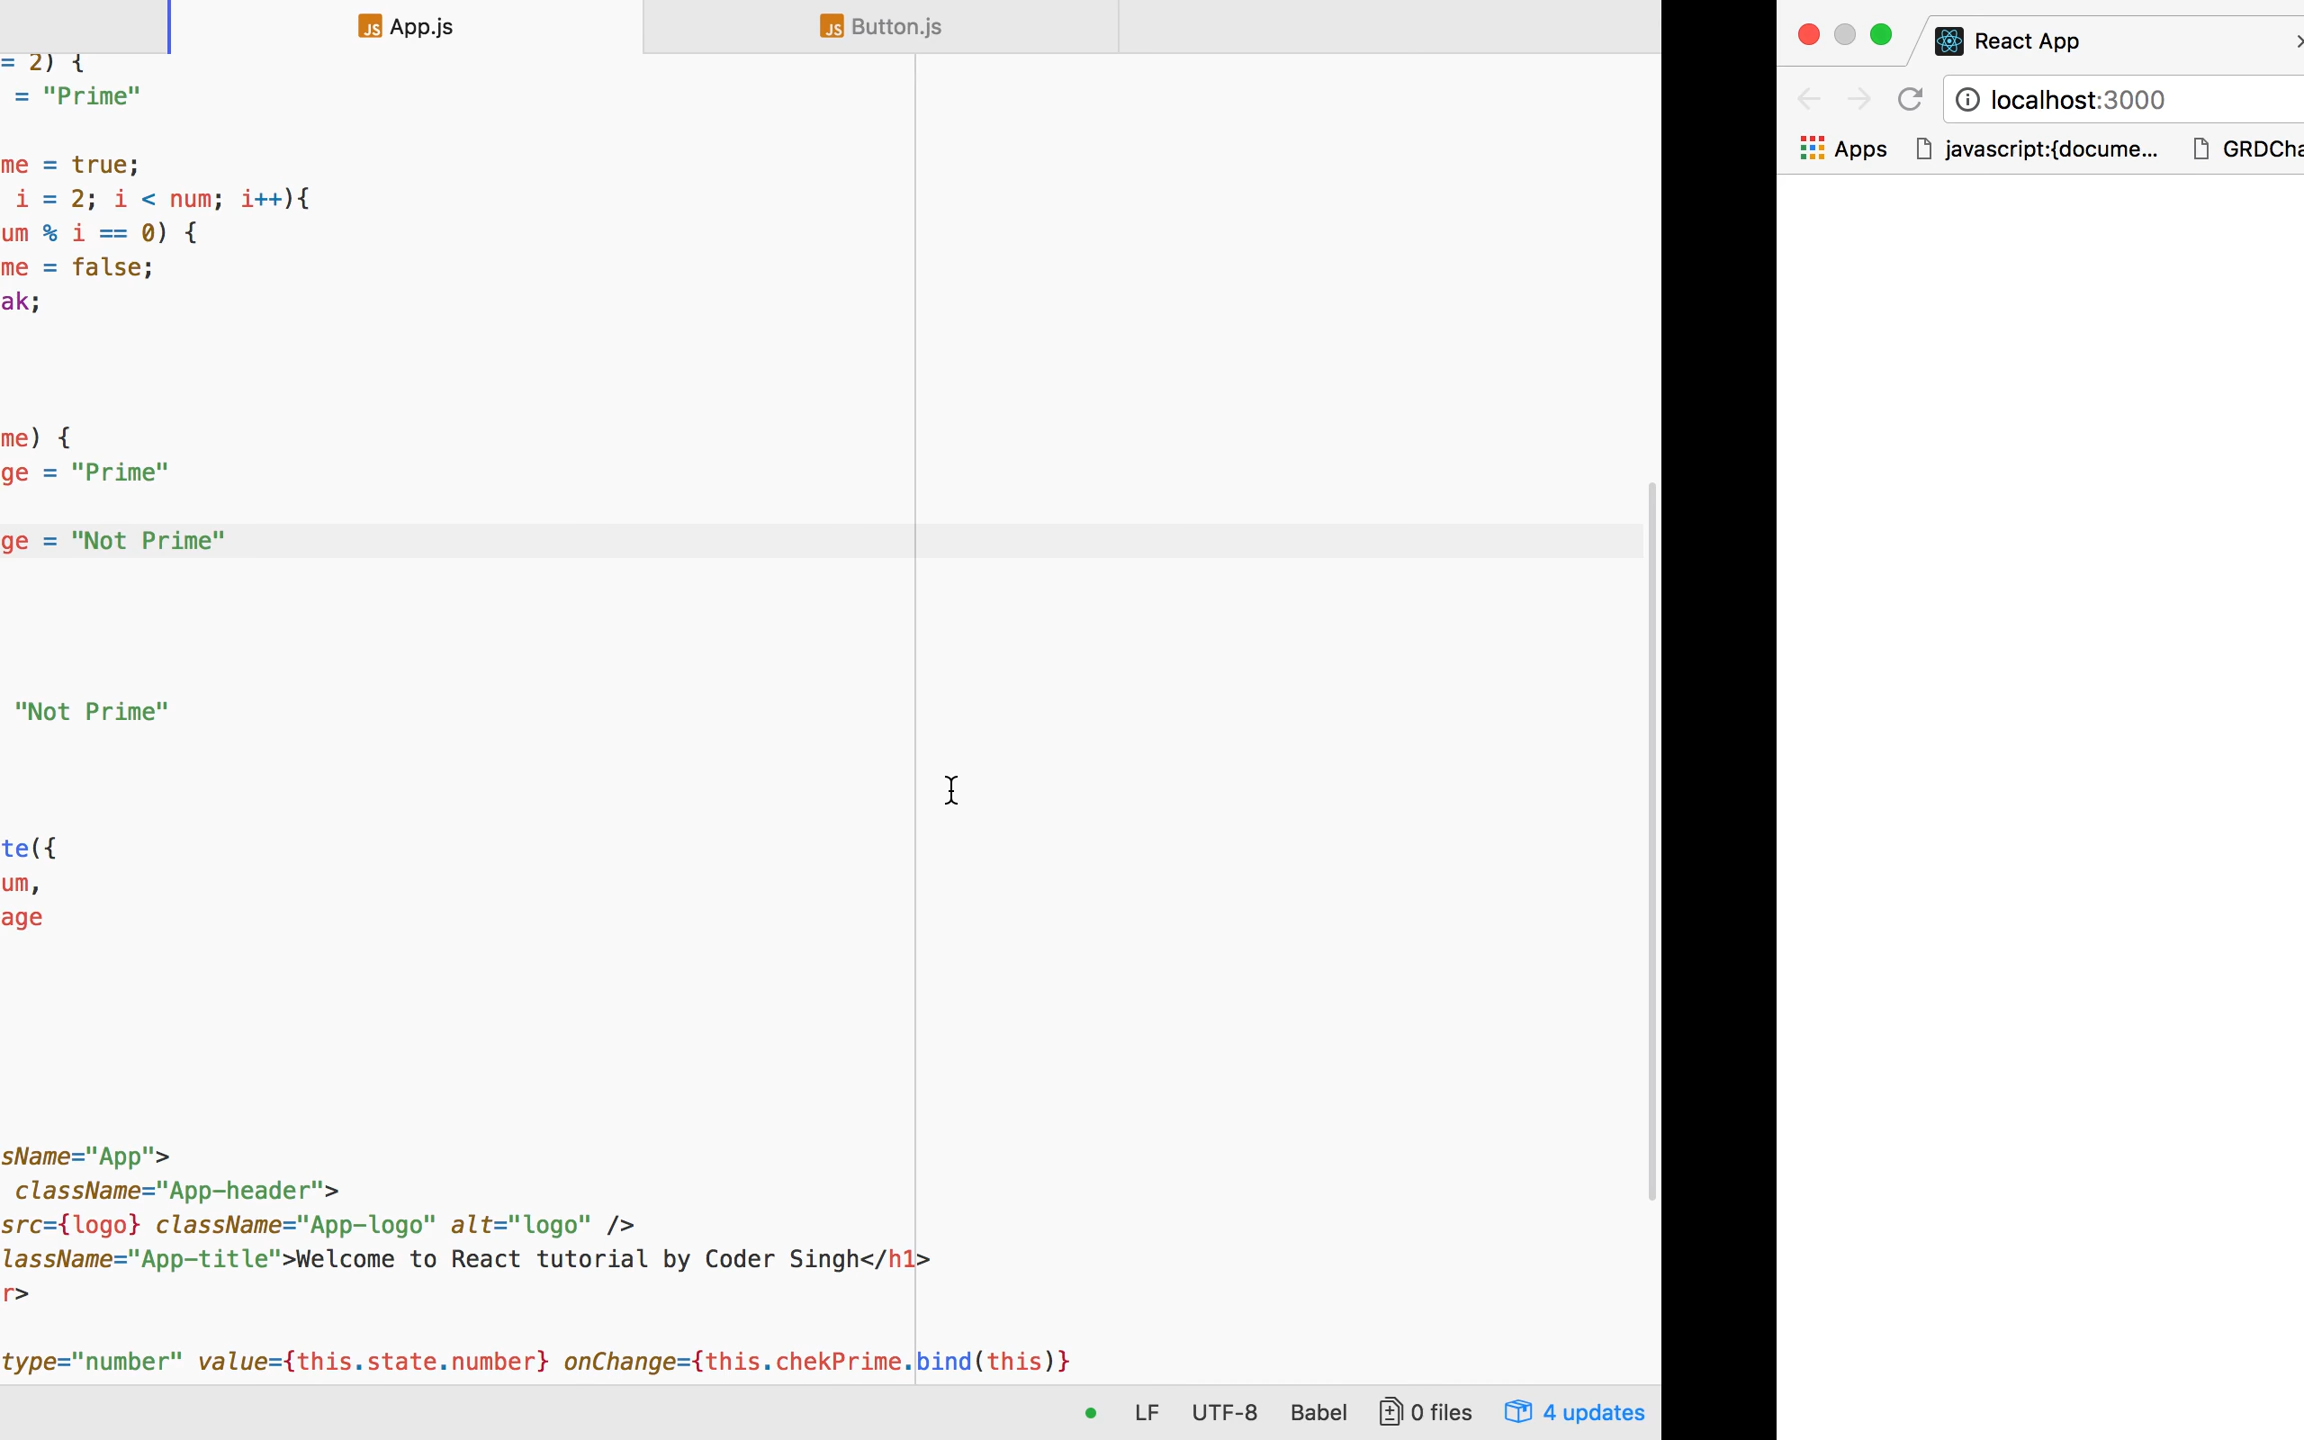 App.js
Button.js
= 2) {
= "Prime"
me = true;
i = 2; i < num; i++){
um % i == 0) {
me = false;
ak;
me) {
ge = "Prime"
ge = "Not Prime"
"Not Prime"
te({
um,
age
sName="App">
className="App-header">
src={logo} className="App-logo" alt="logo" />
lassName="App-title">Welcome to React tutorial by Coder Singh</h1>
r>
type="number" value={this.state.number} onChange={this.chekPrime.bind(this)}
LF UTF-8 Babel 0 files 4 updates
React App
localhost:3000
Apps javascript:{docume... GRDCha